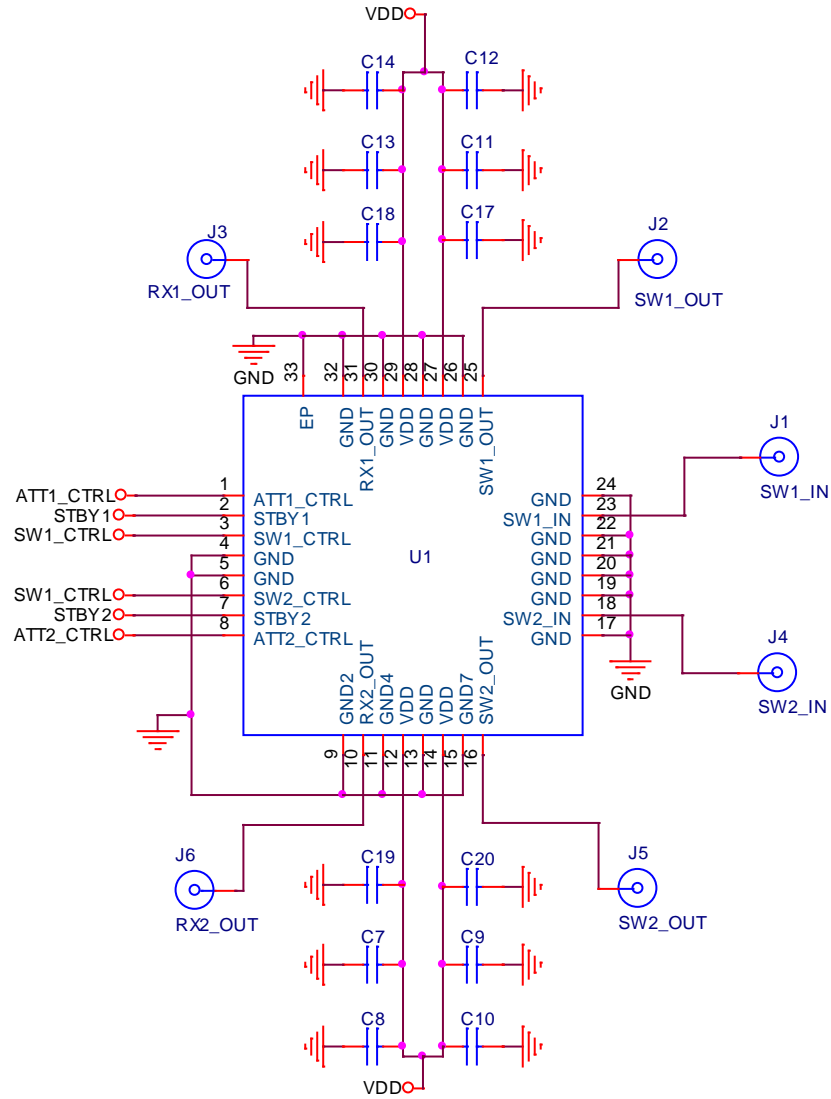 VDD
C14
C12
C13
C11
C18
C17
J3
RX1_OUT
J2
SW1_OUT
GND
33
32
31
30
29
28
27
26
25
EP
GND
RX1_OUT
GND
VDD
GND
VDD
GND
SW1_OUT
ATT1_CTRL
STBY1
SW1_CTRL
SW1_CTRL
STBY2
ATT2_CTRL
1
2
3
4
5
6
7
8
ATT1_CTRL
STBY1
SW1_CTRL
GND
GND
SW2_CTRL
STBY2
ATT2_CTRL
U1
GND
SW1_IN
GND
GND
GND
GND
SW2_IN
GND
24
23
22
21
20
19
18
17
J1
SW1_IN
J4
SW2_IN
GND
GND2
RX2_OUT
GND4
VDD
GND
VDD
GND7
SW2_OUT
9
10
11
12
13
14
15
16
J6
RX2_OUT
J5
SW2_OUT
C19
C20
C7
C9
C8
C10
VDD